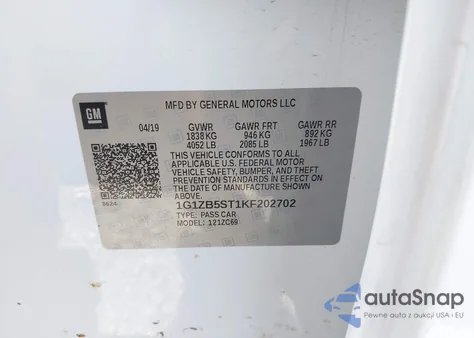 GM
MFD BY GENERAL MOTORS LLC
04/19 GVWR GAWR FRT GAWR RR
1838 KG 946 KG 892 KG
4052 LB 2085 LB 1967 LB
THIS VEHICLE CONFORMS TO ALL
APPLICABLE U.S. FEDERAL MOTOR
VEHICLE SAFETY, BUMPER, AND THEFT
PREVENTION STANDARDS IN EFFECT ON
THE DATE OF MANUFACTURE SHOWN
ABOVE.
8624
1G1ZB5ST1KF202702
TYPE: PASS CAR
MODEL: 121ZC69
autoSnap
Pewne auta z aukcji USA i EU